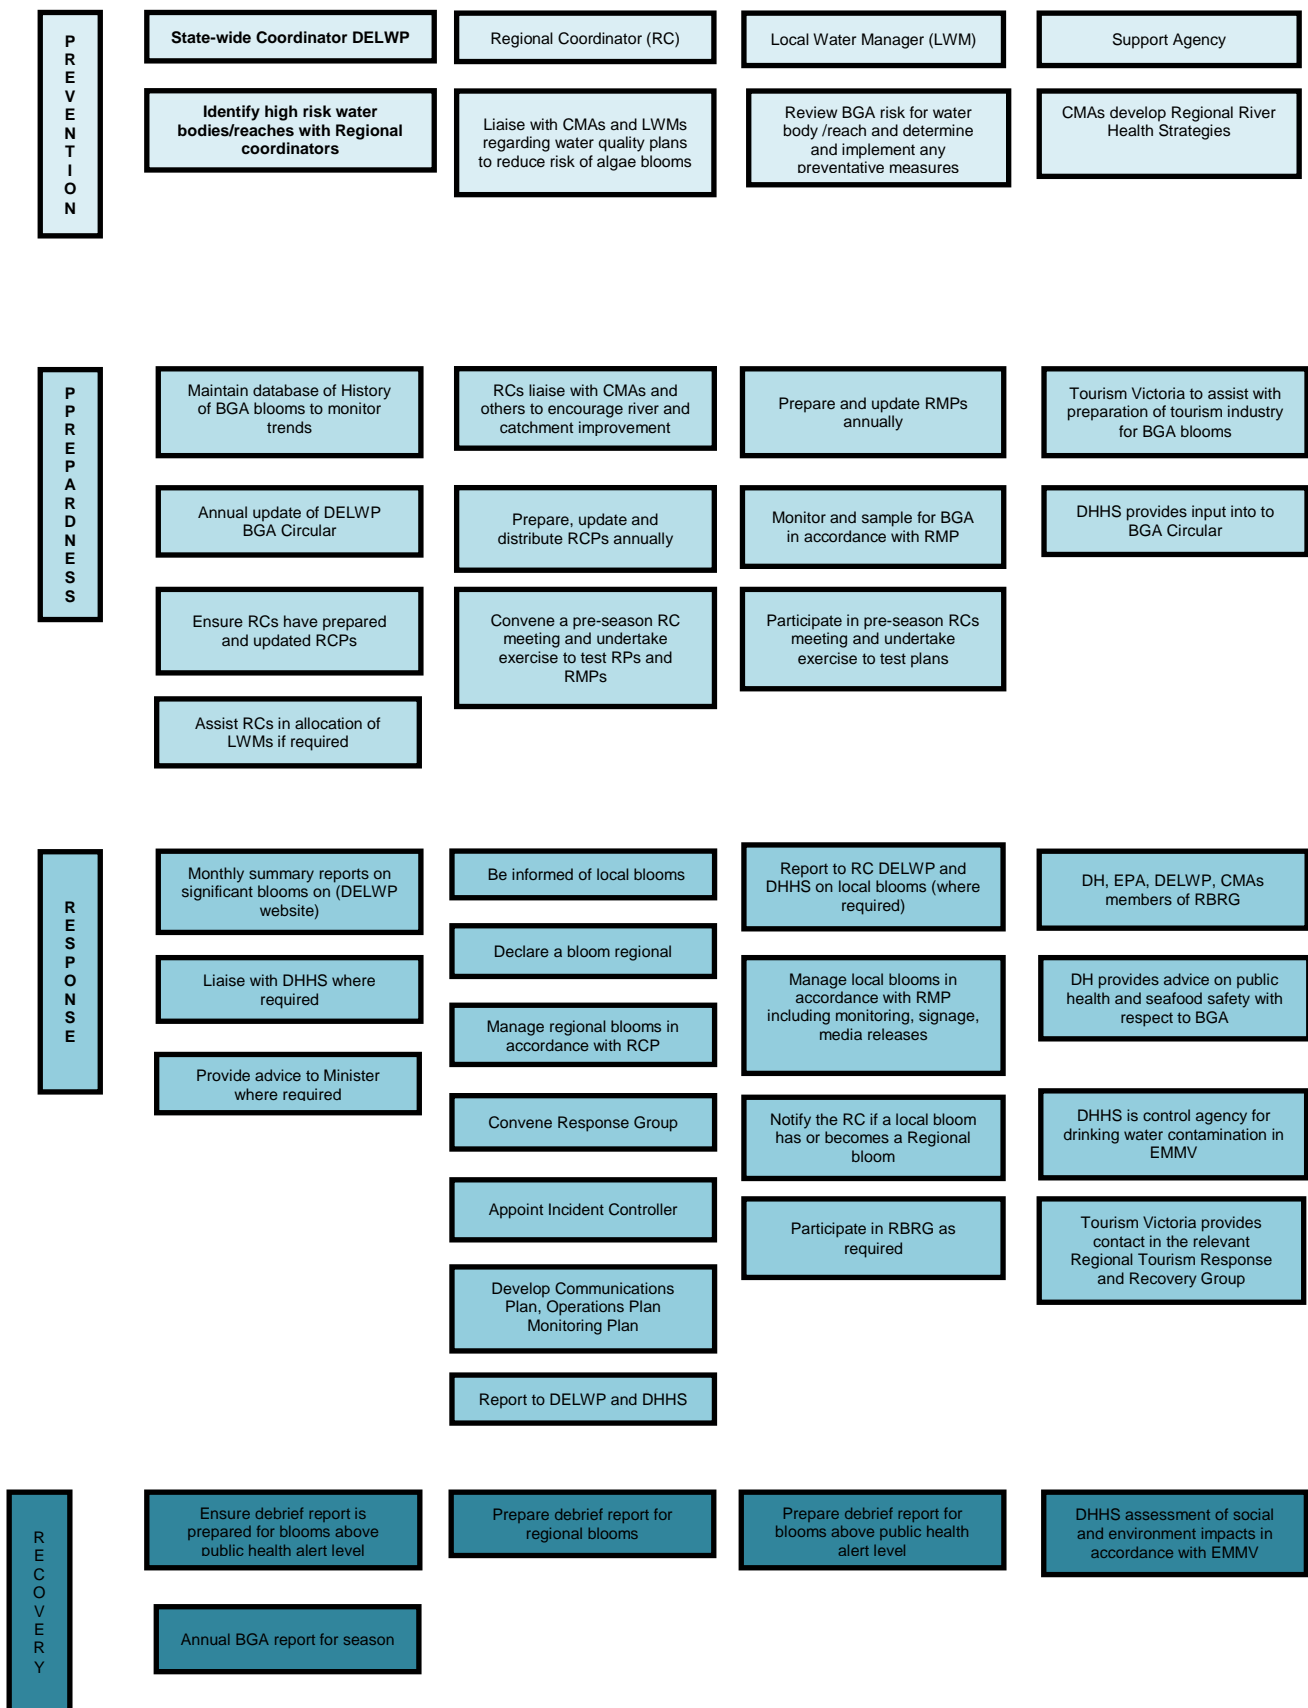 P
R
E
V
E
N
T
I
O
N
State-wide Coordinator DELWP
Regional Coordinator (RC)
Local Water Manager (LWM)
Support Agency
Identify high risk water
bodies/reaches with Regional
coordinators
Liaise with CMAs and LWMs
regarding water quality plans
to reduce risk of algae blooms
Review BGA risk for water
body /reach and determine
and implement any
preventative measures
CMAs develop Regional River
Health Strategies
P
P
R
E
P
A
R
D
N
E
S
S
Maintain database of History
of BGA blooms to monitor
trends
RCs liaise with CMAs and
others to encourage river and
catchment improvement
Prepare and update RMPs
annually
Tourism Victoria to assist with
preparation of tourism industry
for BGA blooms
Annual update of DELWP
BGA Circular
Prepare, update and
distribute RCPs annually
Monitor and sample for BGA
in accordance with RMP
DHHS provides input into to
BGA Circular
Ensure RCs have prepared
and updated RCPs
Convene a pre-season RC
meeting and undertake
exercise to test RPs and
RMPs
Participate in pre-season RCs
meeting and undertake
exercise to test plans
Assist RCs in allocation of
LWMs if required
R
E
S
P
O
N
S
E
Monthly summary reports on
significant blooms on (DELWP
website)
Liaise with DHHS where
required
Provide advice to Minister
where required
Be informed of local blooms
Declare a bloom regional
Manage regional blooms in
accordance with RCP
Convene Response Group
Appoint Incident Controller
Develop Communications
Plan, Operations Plan
Monitoring Plan
Report to DELWP and DHHS
Report to RC DELWP and
DHHS on local blooms (where
required)
Manage local blooms in
accordance with RMP
including monitoring, signage,
media releases
Notify the RC if a local bloom
has or becomes a Regional
bloom
Participate in RBRG as
required
DH, EPA, DELWP, CMAs
members of RBRG
DH provides advice on public
health and seafood safety with
respect to BGA
DHHS is control agency for
drinking water contamination in
EMMV
Tourism Victoria provides
contact in the relevant
Regional Tourism Response
and Recovery Group
R
E
C
O
V
E
R
Y
Ensure debrief report is
prepared for blooms above
public health alert level
Prepare debrief report for
regional blooms
Prepare debrief report for
blooms above public health
alert level
DHHS assessment of social
and environment impacts in
accordance with EMMV
Annual BGA report for season